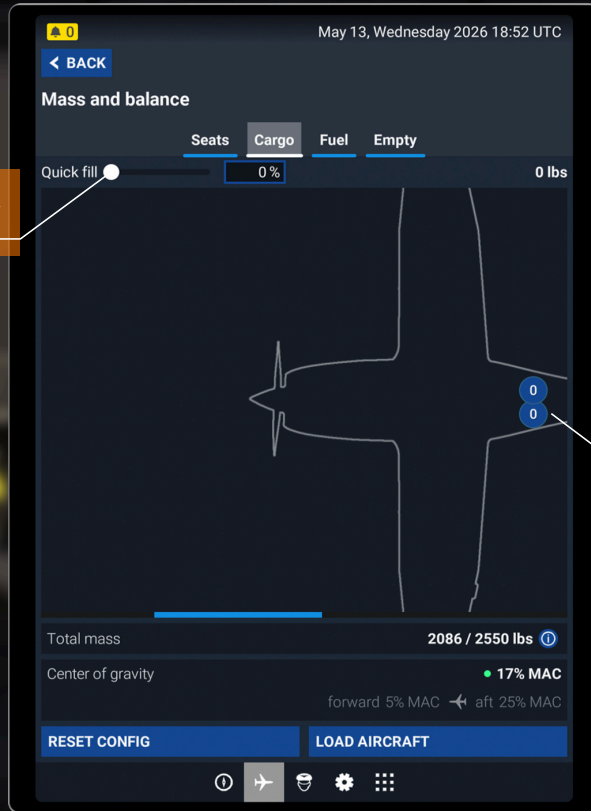 0
May 13, Wednesday 2026 18:52 UTC
BACK
Mass and balance
Seats Cargo Fuel Empty
Quick fill 0 % 0 lbs
0
0
Total mass 2086 / 2550 lbs
Center of gravity 17% MAC
forward 5% MAC aft 25% MAC
RESET CONFIG LOAD AIRCRAFT